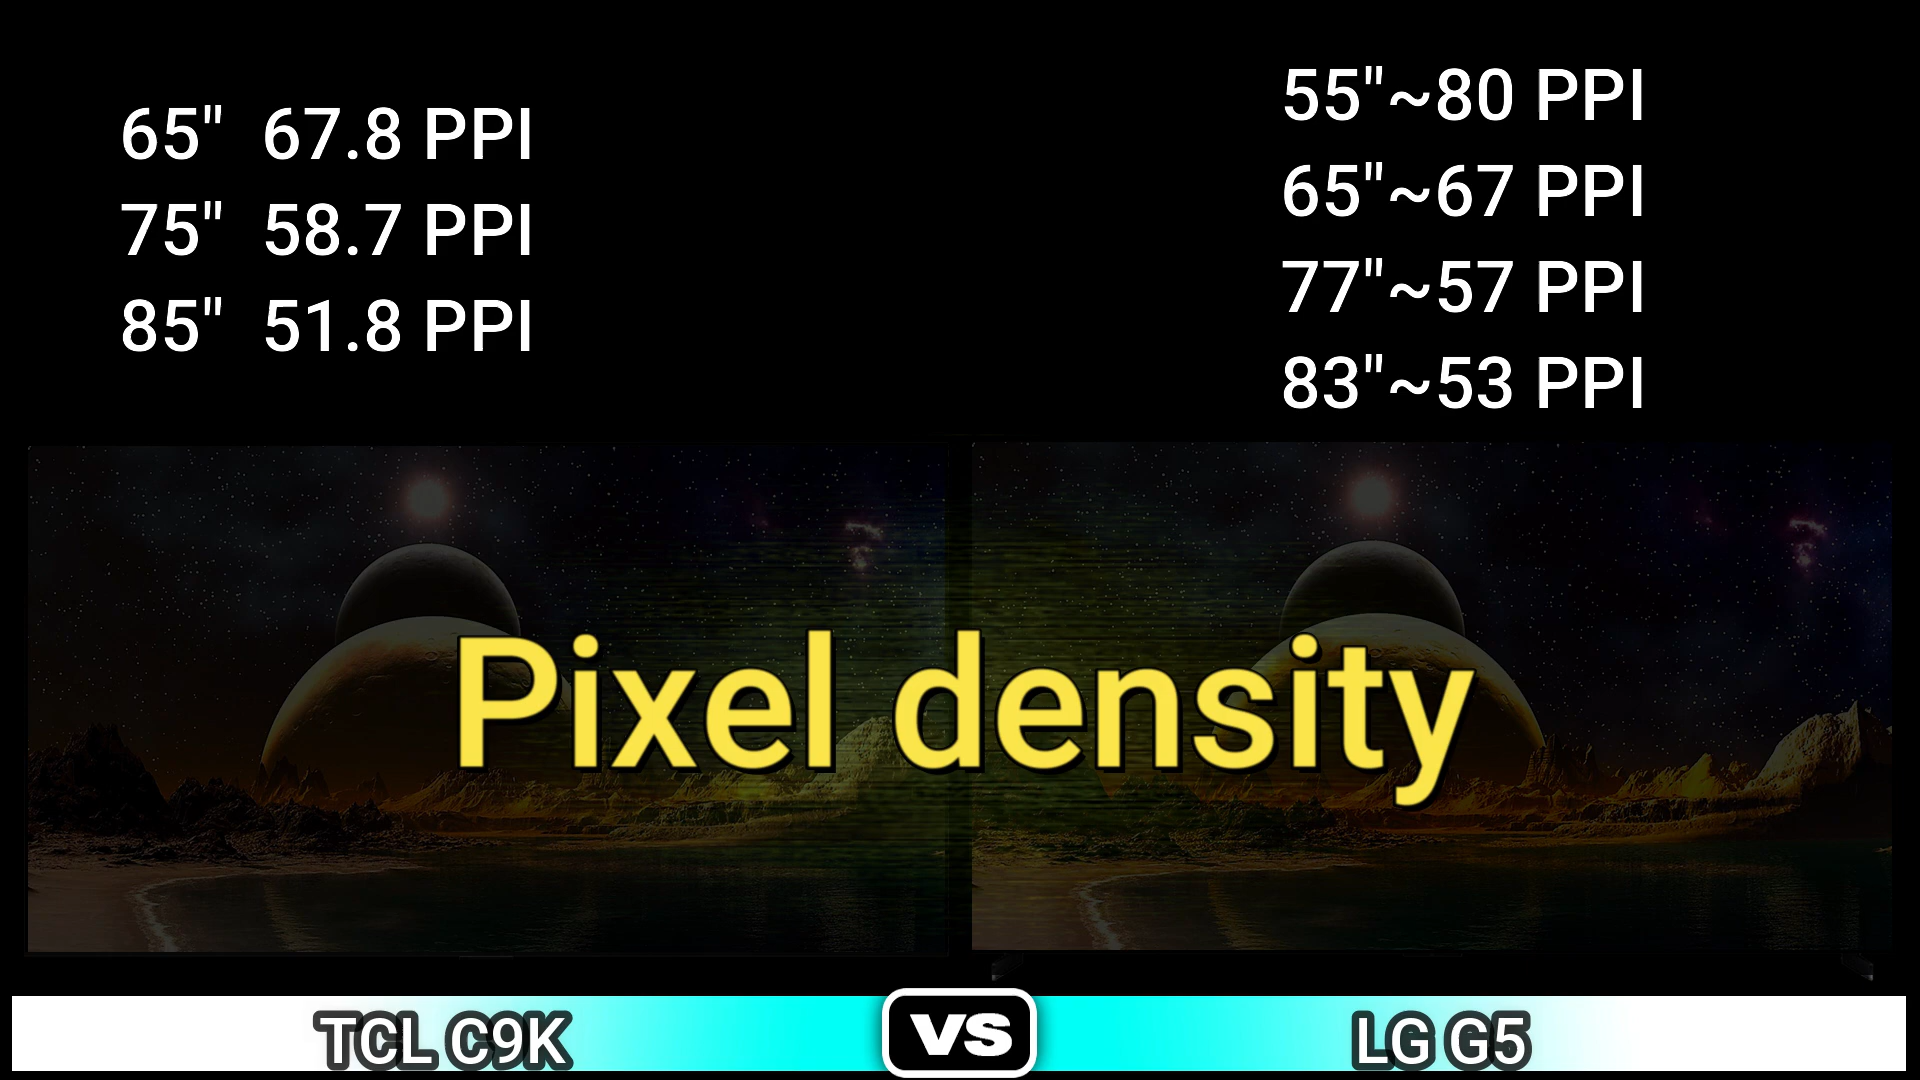 65" 67.8 PPI
75" 58.7 PPI
85" 51.8 PPI
55"~80 PPI
65"~67 PPI
77"~57 PPI
83"~53 PPI
Pixel density
TCL C9K
VS
LG G5